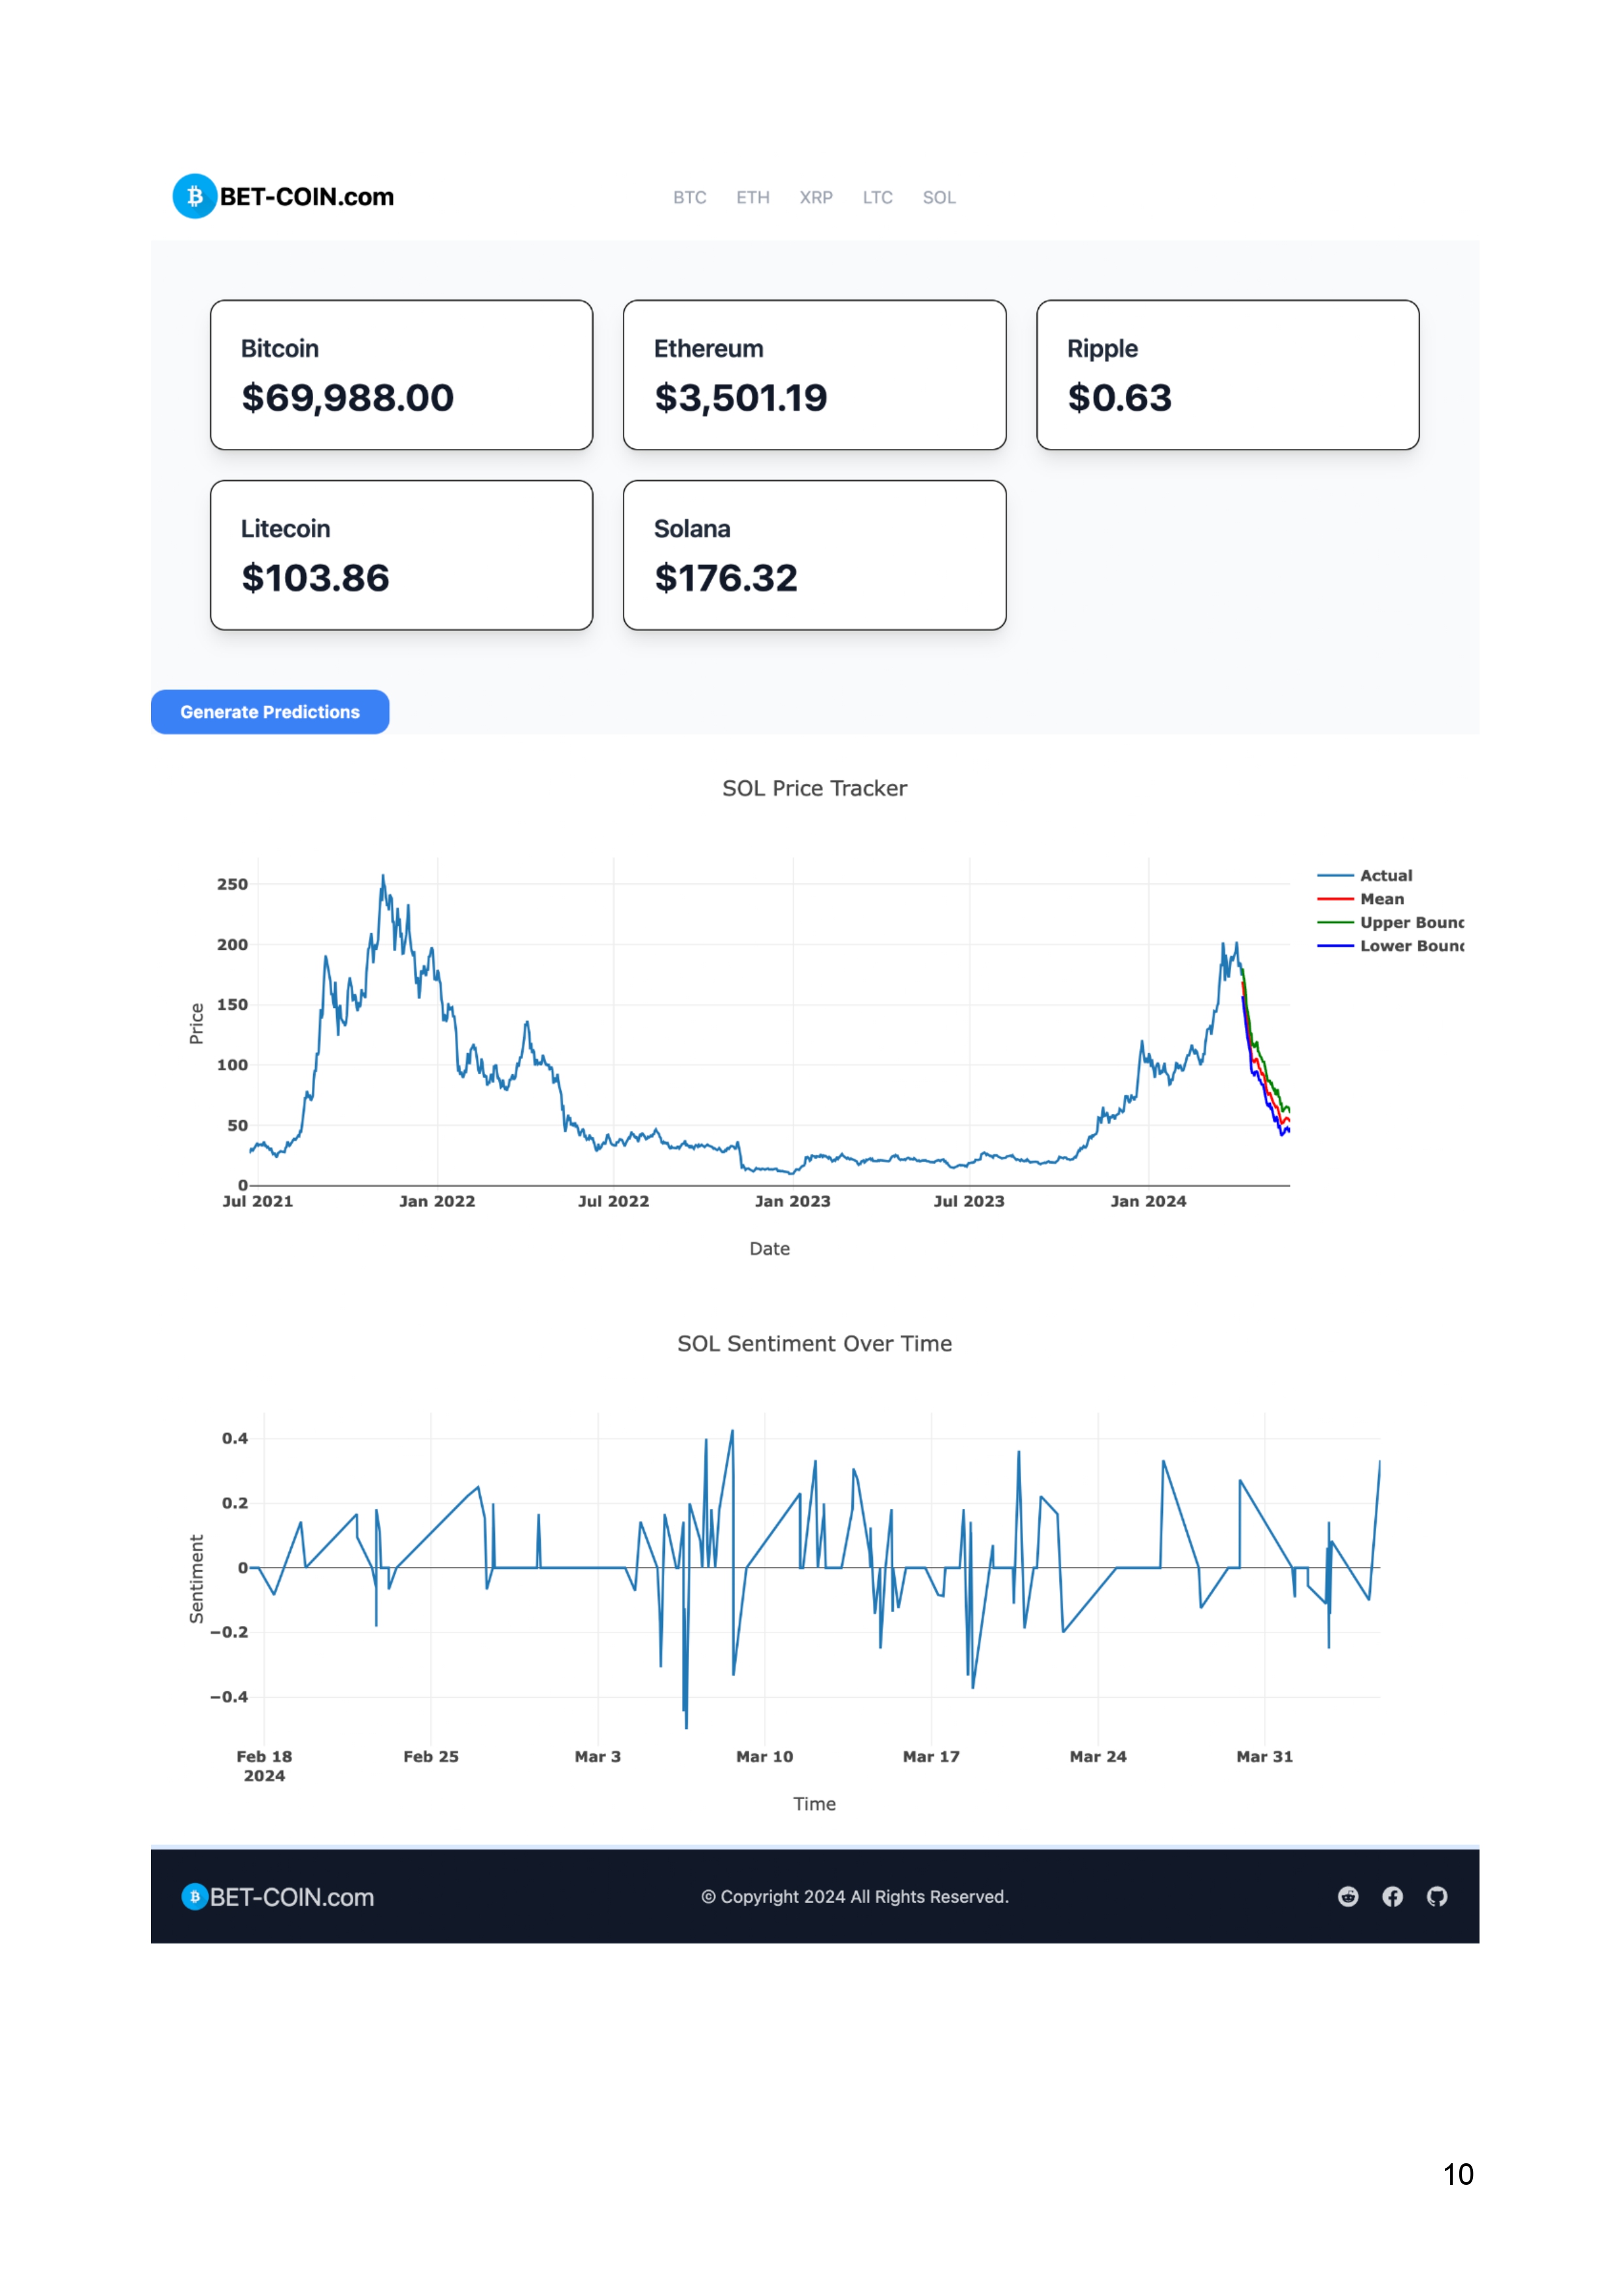 BET-COIN.com
BTC ETH XRP LTC SOL
Bitcoin
$69,988.00
Ethereum
$3,501.19
Ripple
$0.63
Litecoin
$103.86
Solana
$176.32
Generate Predictions
SOL Price Tracker
Actual
Mean
Upper Bounc
Lower Bounc
Price
250
200
150
100
50
0
Jul 2021 Jan 2022 Jul 2022 Jan 2023 Jul 2023 Jan 2024
Date
SOL Sentiment Over Time
Sentiment
0.4
0.2
0
−0.2
−0.4
Feb 18 Feb 25 Mar 3 Mar 10 Mar 17 Mar 24 Mar 31
2024
Time
BET-COIN.com
© Copyright 2024 All Rights Reserved.
10